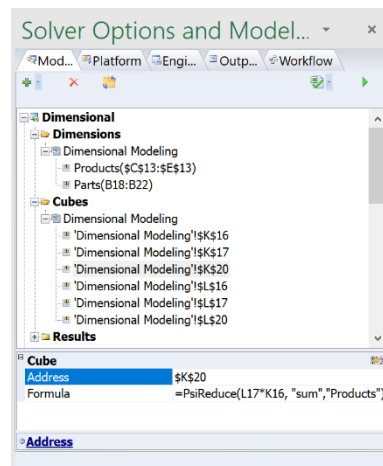 Solver Options and Model...
Mod... Platform Engi... Outp... Workflow
Dimensional
Dimensions
Dimensional Modeling
Products($C$13:$E$13)
Parts(B18:B22)
Cubes
Dimensional Modeling
'Dimensional Modeling'!$K$16
'Dimensional Modeling'!$K$17
'Dimensional Modeling'!$K$20
'Dimensional Modeling'!$L$16
'Dimensional Modeling'!$L$17
'Dimensional Modeling'!$L$20
Results
Cube
Address $K$20
Formula =PsiReduce(L17*K16, "sum","Products")
Address